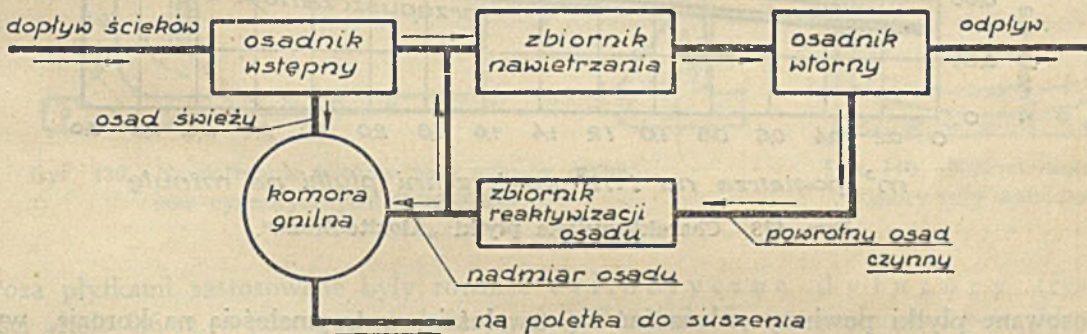 dopływ ścieków
osadnik
wstępny
zbiornik
nawietrzania
osadnik
wtórny
odpływ
osad świeży
komora
gnilna
zbiornik
reaktywizacji
osadu
powrotny osad
czynny
nadmiar osadu
na poletka do suszenia